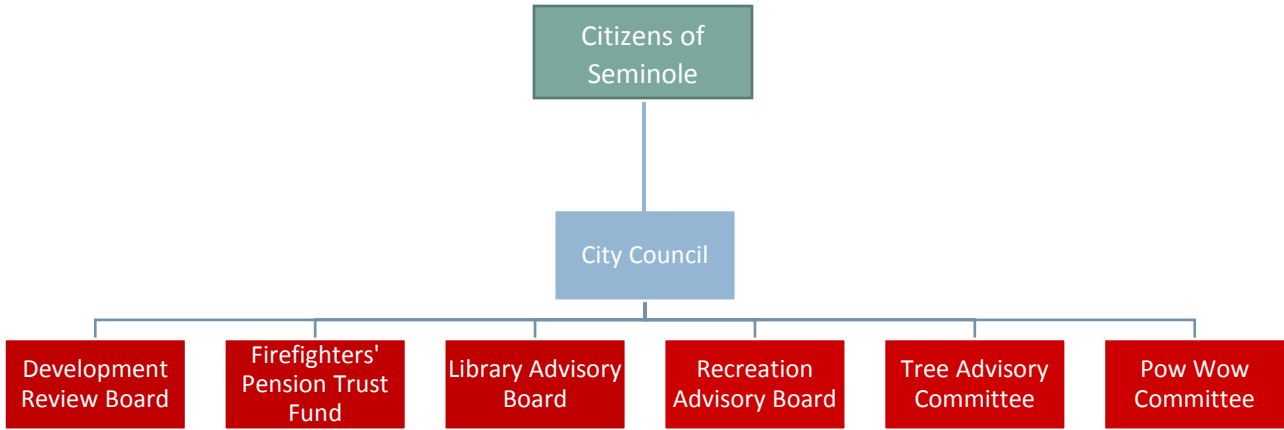 Citizens of
Seminole
City Council
Development
Review Board
Firefighters'
Pension Trust
Fund
Library Advisory
Board
Recreation
Advisory Board
Tree Advisory
Committee
Pow Wow
Committee